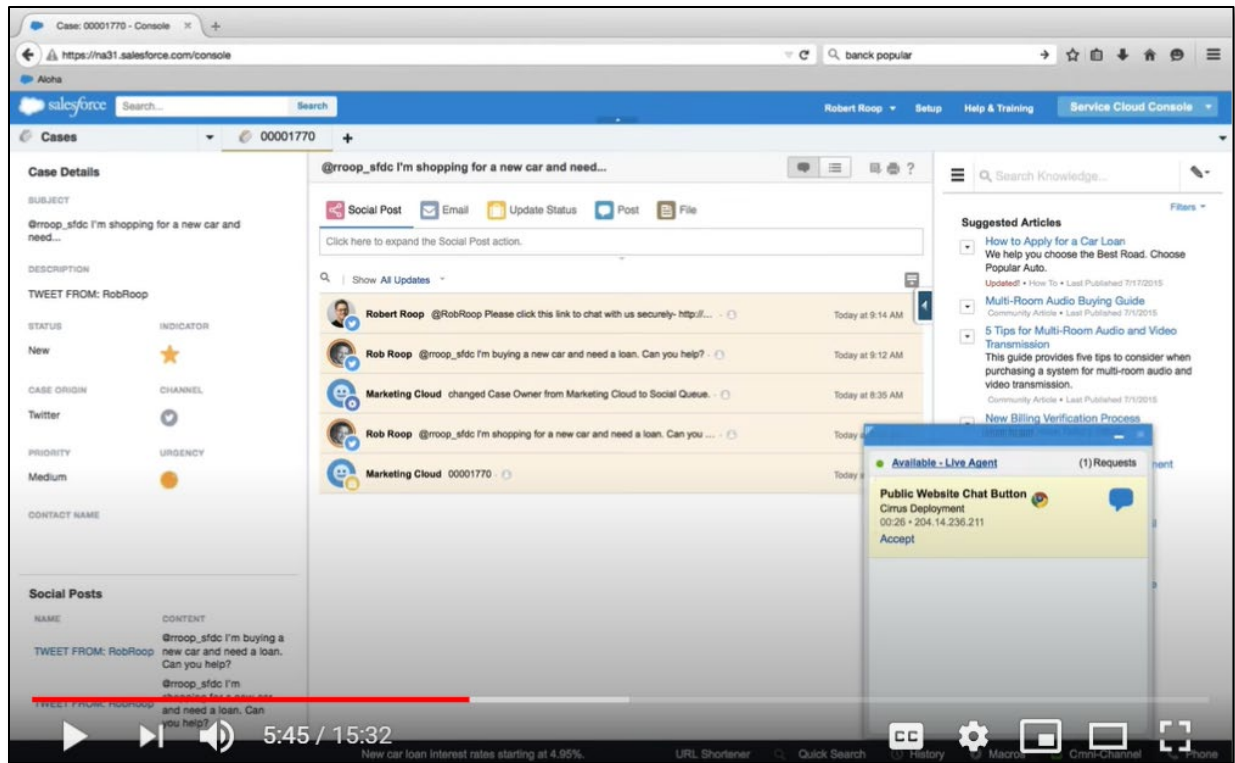 Case: 00001770 - Console
https://na31.salesforce.com/console
banck popular
Aloha
salesforce
Search...
Search
Robert Roop
Setup
Help & Training
Service Cloud Console
Cases
00001770
Case Details
SUBJECT
@rroop_sfdc I'm shopping for a new car and
need...
DESCRIPTION
TWEET FROM: RobRoop
STATUS
INDICATOR
New
CASE ORIGIN
CHANNEL
Twitter
PRIORITY
URGENCY
Medium
CONTACT NAME
Social Posts
NAME
CONTENT
TWEET FROM: RobRoop
@rroop_sfdc I'm buying a
new car and need a loan.
Can you help?
TWEET FROM: RobRoop
@rroop_sfdc I'm
shopping for a new car
and need a loan. Can
you help?
@rroop_sfdc I'm shopping for a new car and need...
Social Post
Email
Update Status
Post
File
Click here to expand the Social Post action.
Show All Updates
Robert Roop @RobRoop Please click this link to chat with us securely- http://...
Today at 9:14 AM
Rob Roop @rroop_sfdc I'm buying a new car and need a loan. Can you help?
Today at 9:12 AM
Marketing Cloud changed Case Owner from Marketing Cloud to Social Queue.
Today at 8:35 AM
Rob Roop @rroop_sfdc I'm shopping for a new car and need a loan. Can you ...
Today
Marketing Cloud 00001770
Today
Search Knowledge...
Filters
Suggested Articles
How to Apply for a Car Loan
We help you choose the Best Road. Choose
Popular Auto.
Updated! • How To • Last Published 7/17/2015
Multi-Room Audio Buying Guide
Community Article • Last Published 7/1/2015
5 Tips for Multi-Room Audio and Video
Transmission
This guide provides five tips to consider when
purchasing a system for multi-room audio and
video transmission.
Community Article • Last Published 7/1/2015
New Billing Verification Process
Available - Live Agent
(1) Requests
Public Website Chat Button
Cirrus Deployment
00:26 • 204.14.236.211
Accept
5:45 / 15:32
CC
New car loan interest rates starting at 4.95%.
URL Shortener
Quick Search
History
Macros
Omni-Channel
Phone